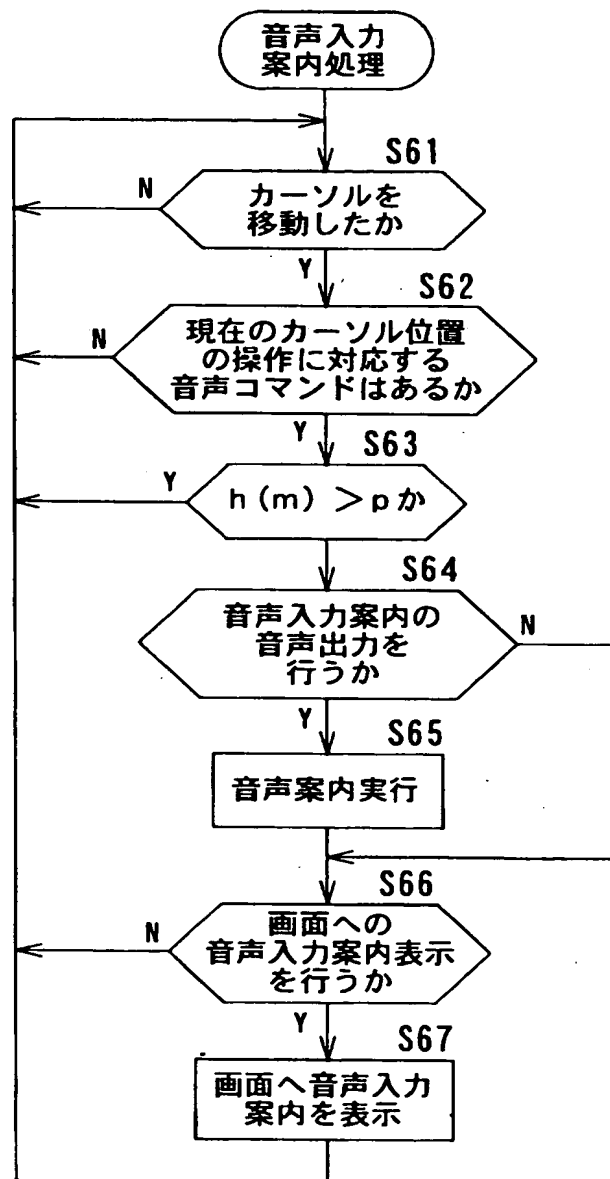 音声入力
案内処理
S61
N
カーソルを
移動したか
Y
S62
N
現在のカーソル位置
の操作に対応する
音声コマンドはあるか
Y
S63
Y
h(m)>pか
S64
音声入力案内の
音声出力を
行うか
N
Y
S65
音声案内実行
S66
N
画面への
音声入力案内表示
を行うか
Y
S67
画面へ音声入力
案内を表示